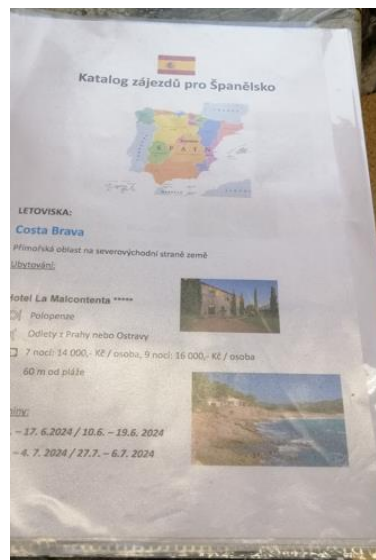 Katalog zájezdů pro Španělsko
SPAIN
LETOVISKA:
Costa Brava
Přímořská oblast na severovýchodní straně země
Ubytování:
Hotel La Malcontenta *****
Polopenze
Odlety z Prahy nebo Ostravy
7 nocí: 14 000,- Kč / osoba, 9 nocí: 16 000,- Kč / osoba
60 m od pláže
. – 17. 6.2024 / 10.6. – 19.6. 2024
– 4. 7. 2024 / 27.7. – 6.7. 2024